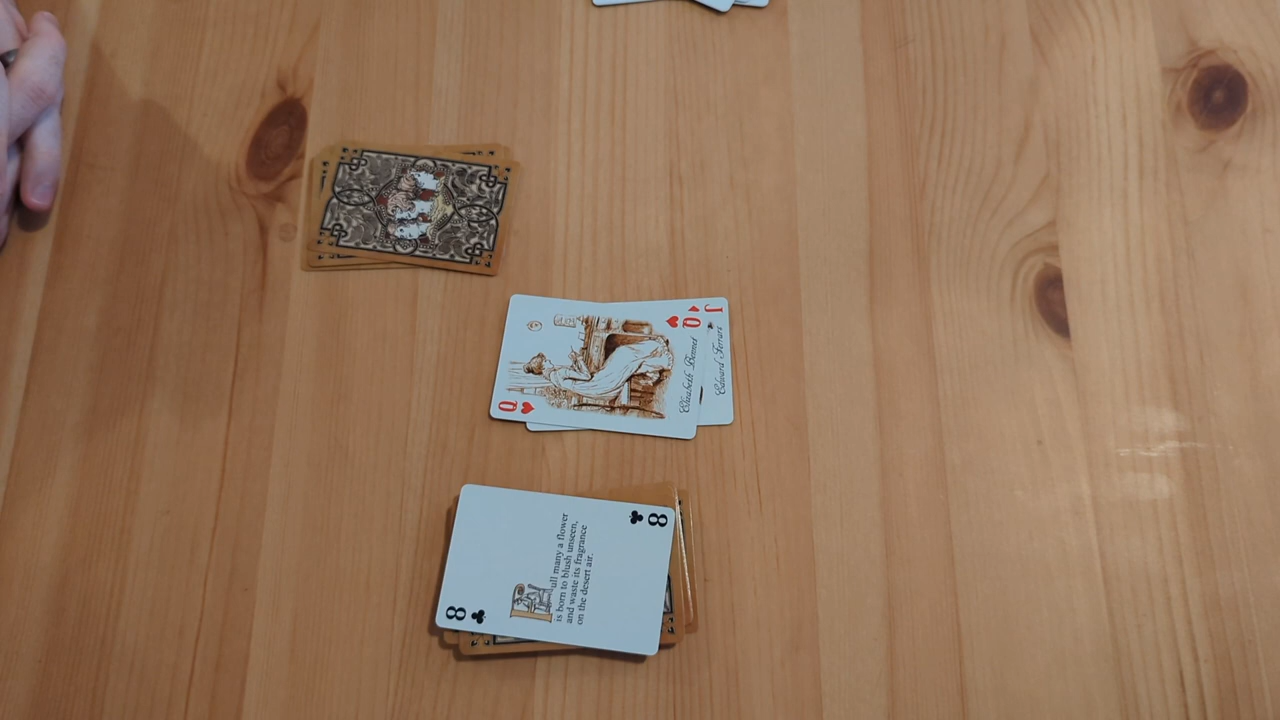 Q
Elizabeth Bennet
Q
J
Edward Ferrars
8
Full many a flower
is born to blush unseen,
and waste its fragrance
on the desert air.
8